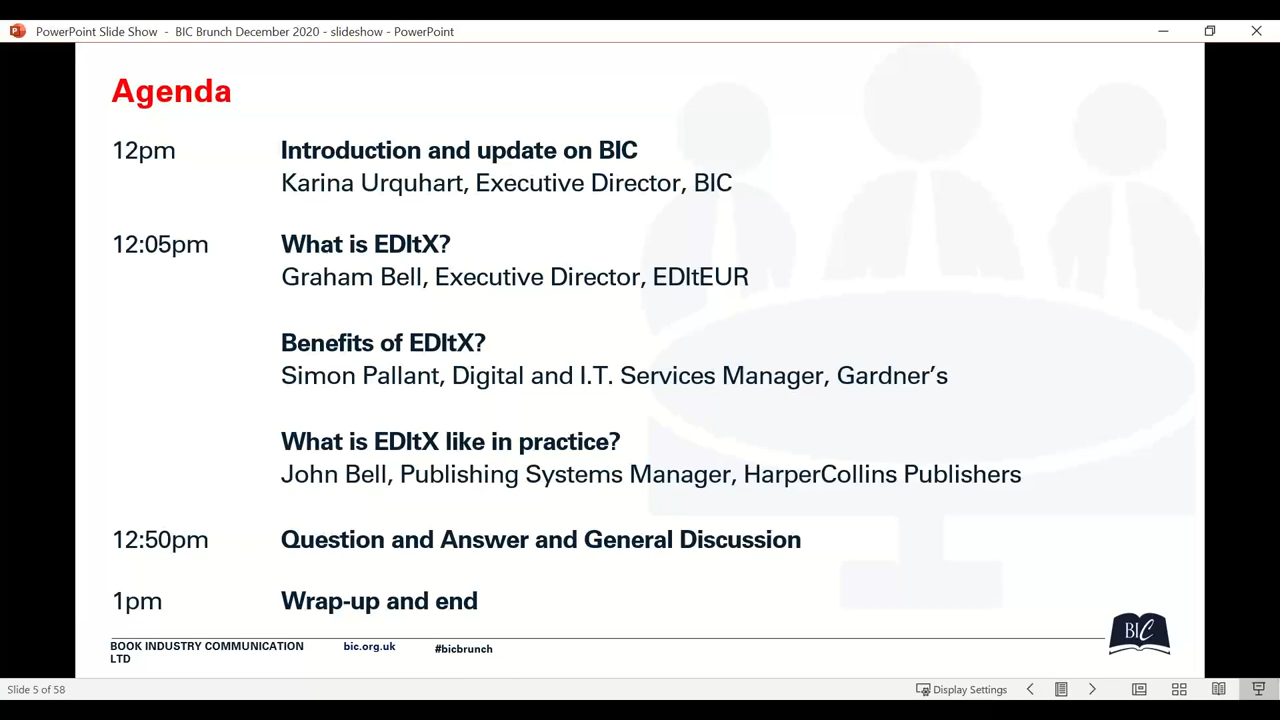 PowerPoint Slide Show - BIC Brunch December 2020 - slideshow - PowerPoint
Agenda
12pm Introduction and update on BIC
Karina Urquhart, Executive Director, BIC
12:05pm What is EDItX?
Graham Bell, Executive Director, EDItEUR
Benefits of EDItX?
Simon Pallant, Digital and I.T. Services Manager, Gardner’s
What is EDItX like in practice?
John Bell, Publishing Systems Manager, HarperCollins Publishers
12:50pm Question and Answer and General Discussion
1pm Wrap-up and end
BOOK INDUSTRY COMMUNICATION LTD
bic.org.uk
#bicbrunch
BIC
Slide 5 of 58
Display Settings